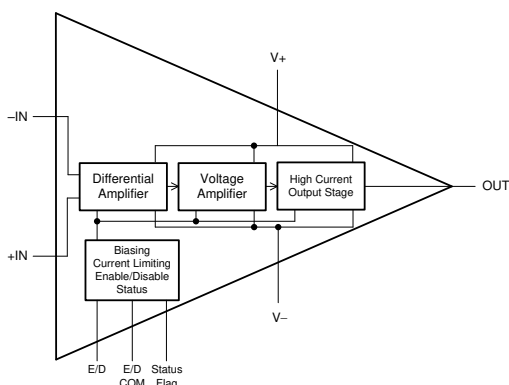 V+
–IN
Differential
Amplifier
Voltage
Amplifier
High Current
Output Stage
OUT
+IN
Biasing
Current Limiting
Enable/Disable
Status
V–
E/D
E/D
COM
Status
Flag